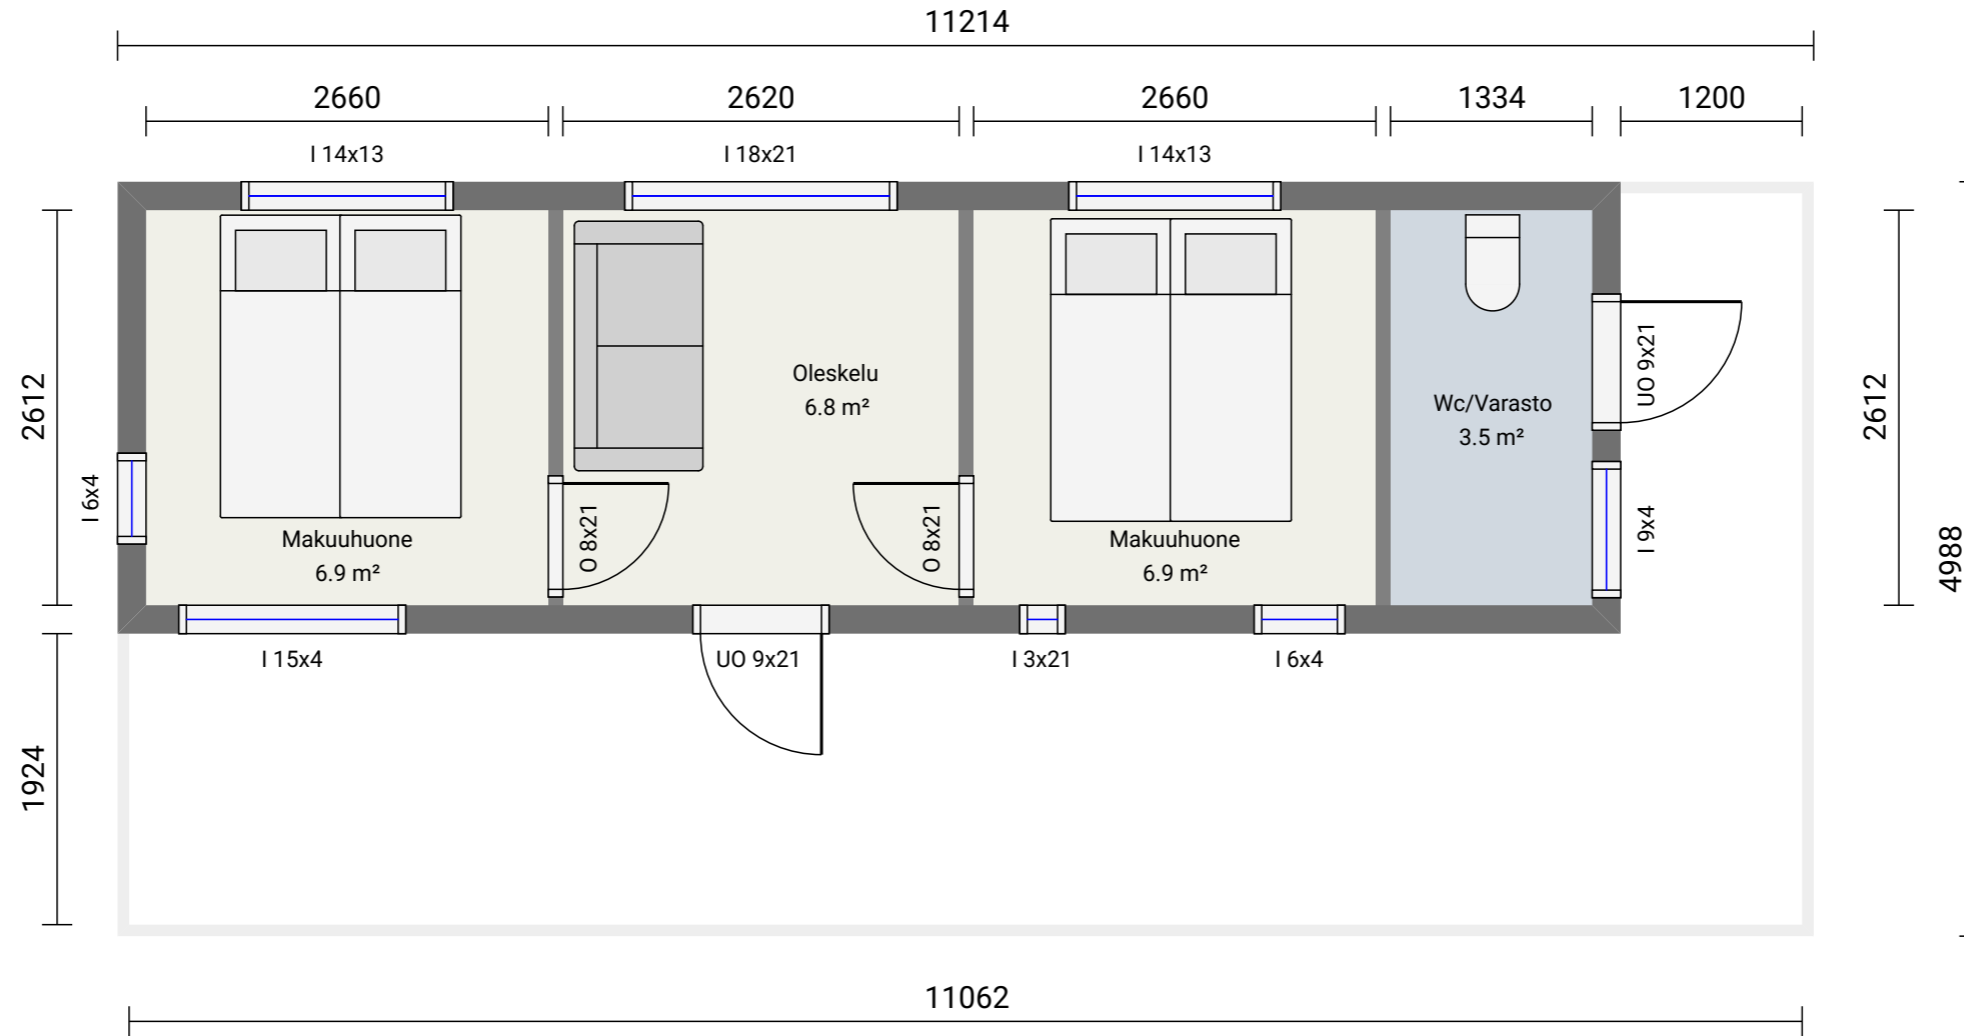 11214
2660
2620
2660
1334
1200
I 14x13
I 18x21
I 14x13
2612
I 6x4
Makuuhuone
6.9 m²
O 8x21
Oleskelu
6.8 m²
O 8x21
Makuuhuone
6.9 m²
Wc/Varasto
3.5 m²
UO 9x21
I 9x4
2612
4988
I 15x4
UO 9x21
I 3x21
I 6x4
1924
11062